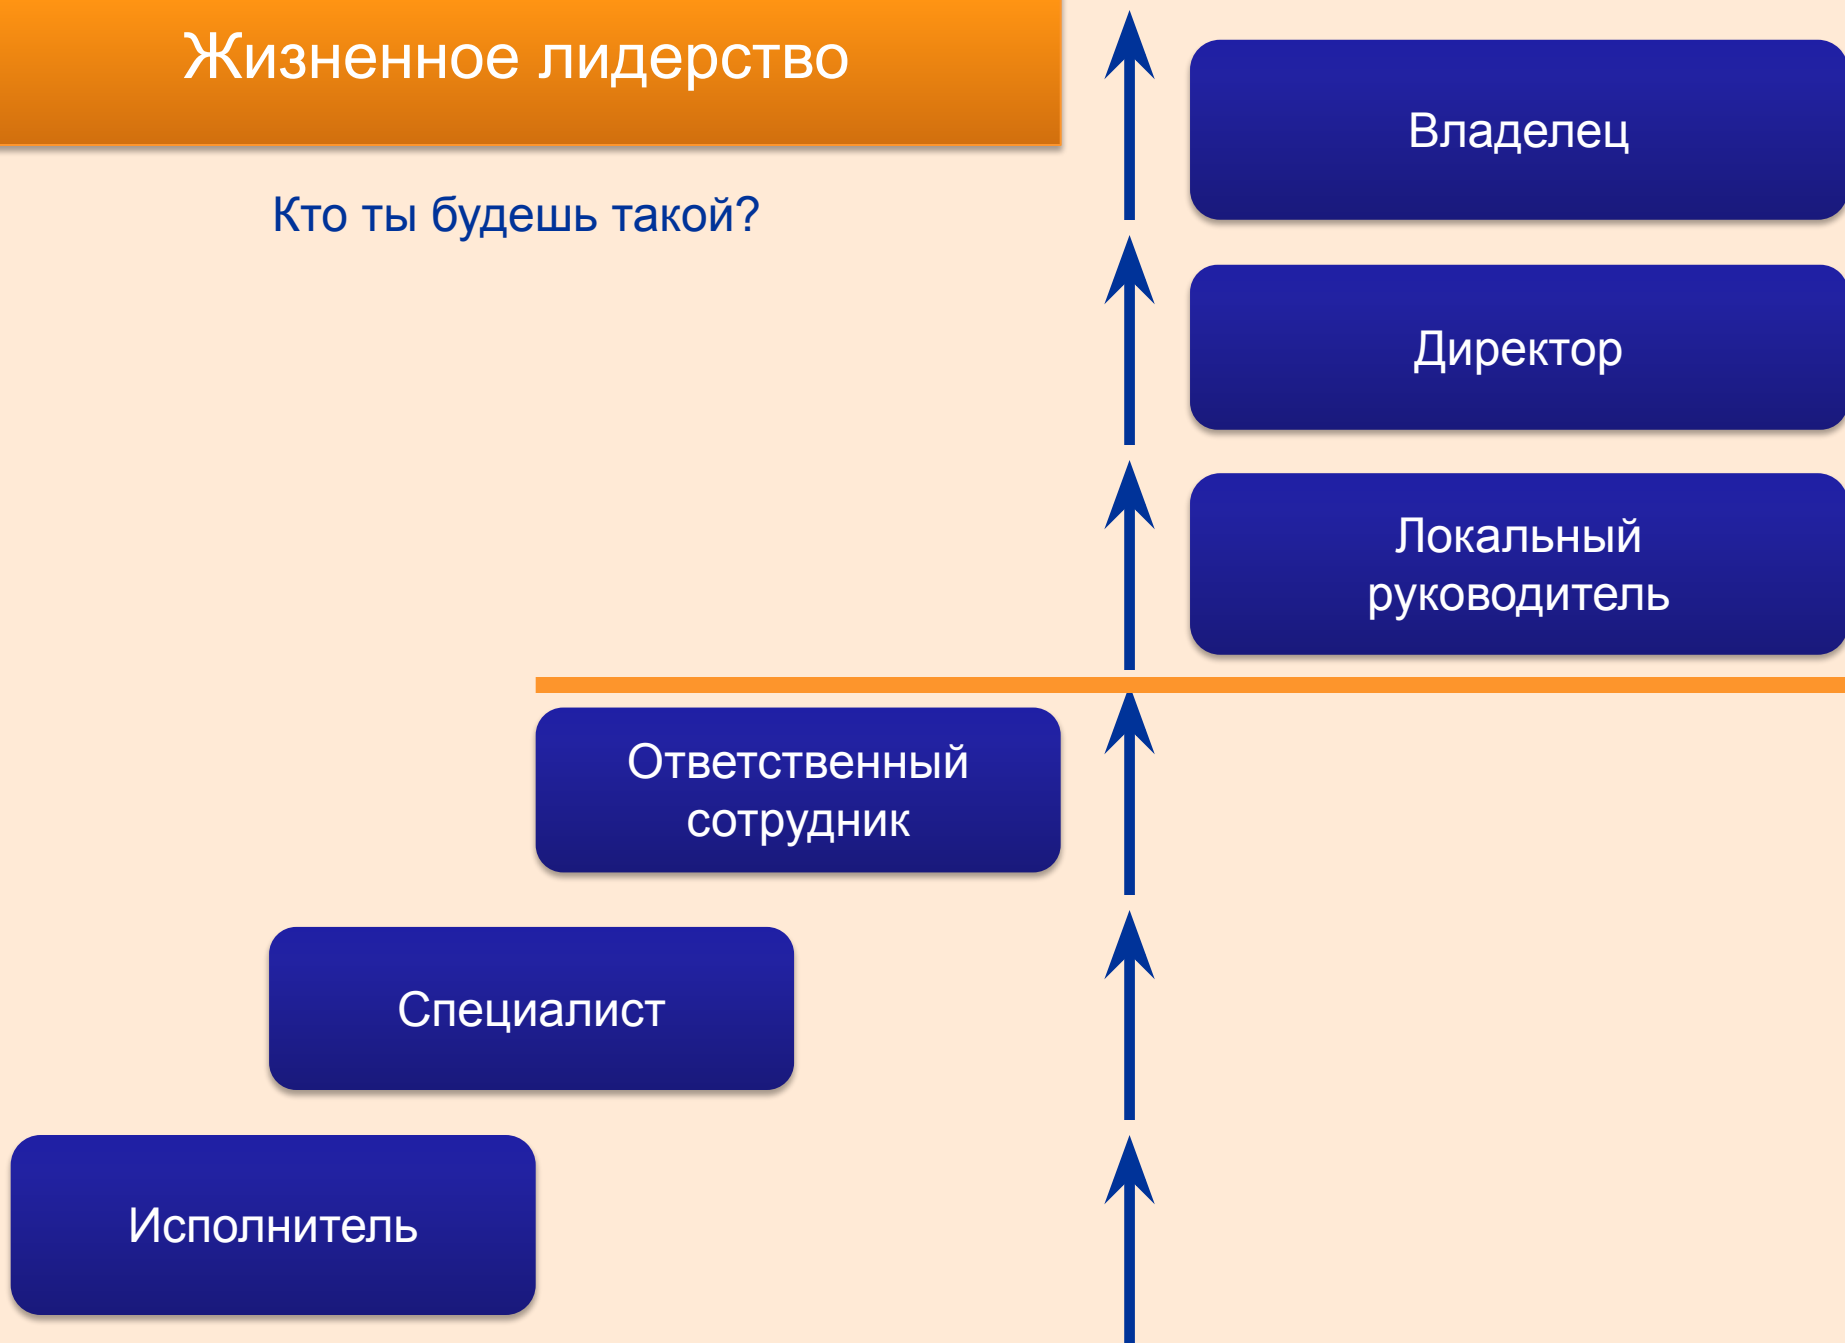 Жизненное лидерство
Кто ты будешь такой?
Владелец
Директор
Локальный
руководитель
Ответственный
сотрудник
Специалист
Исполнитель